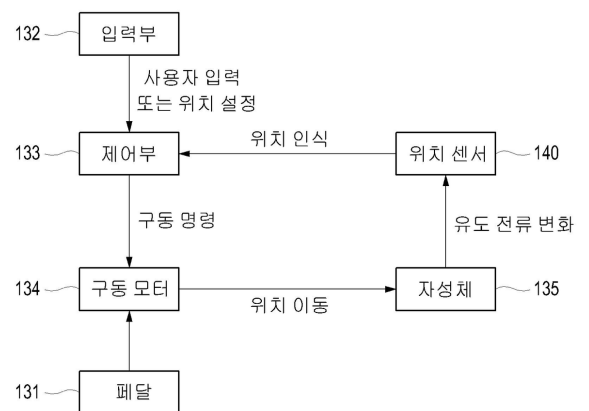 132
입력부
사용자 입력
또는 위치 설정
133
제어부
위치 인식
위치 센서
140
구동 명령
유도 전류 변화
134
구동 모터
위치 이동
자성체
135
131
페달